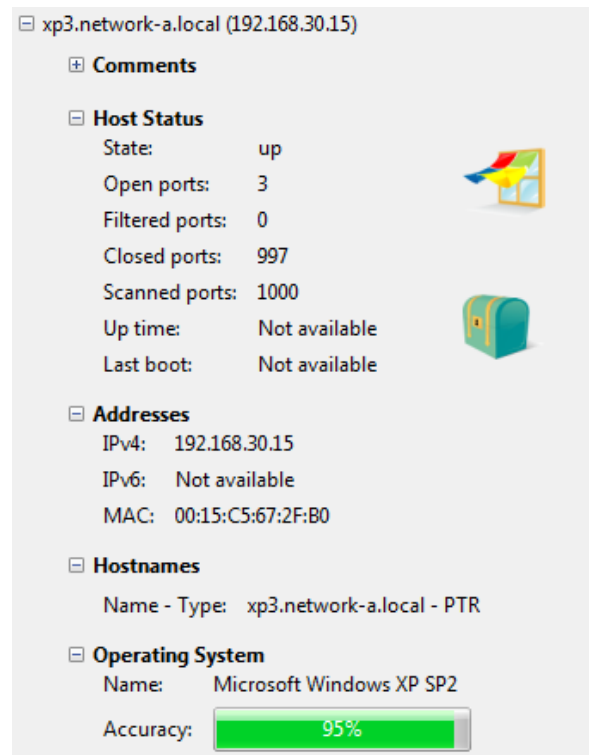 xp3.network-a.local (192.168.30.15)
Comments
Host Status
State: up
Open ports: 3
Filtered ports: 0
Closed ports: 997
Scanned ports: 1000
Up time: Not available
Last boot: Not available
Addresses
IPv4: 192.168.30.15
IPv6: Not available
MAC: 00:15:C5:67:2F:B0
Hostnames
Name - Type: xp3.network-a.local - PTR
Operating System
Name: Microsoft Windows XP SP2
Accuracy: 95%